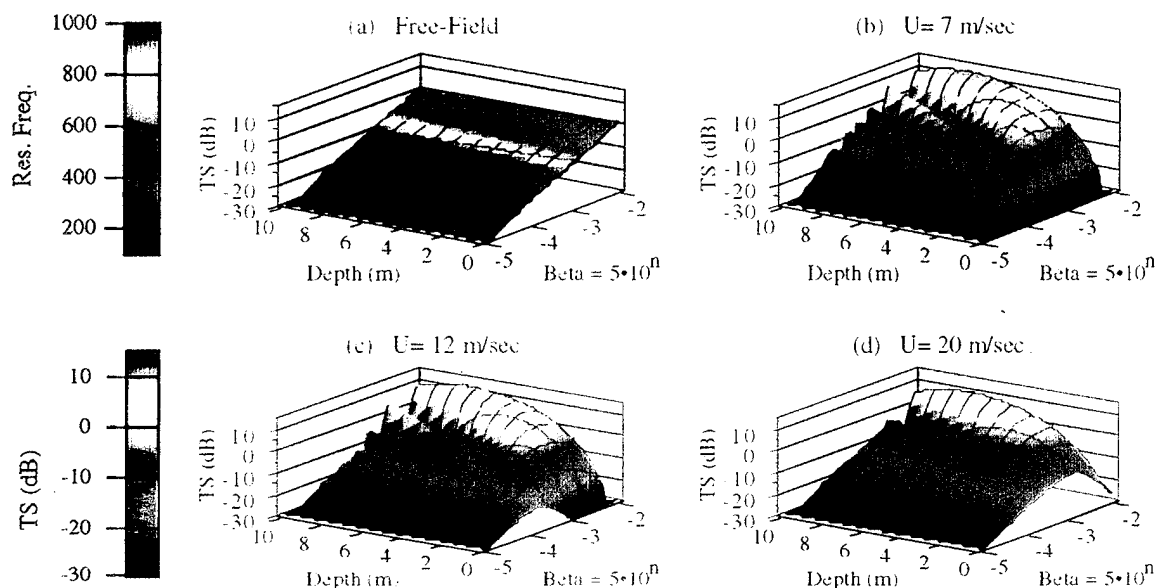 1000
800
600
400
200
Res. Freq.
(a) Free-Field
10
0
-10
-20
-30
TS (dB)
10 8 6 4 2 0
Depth (m)
-5 -4 -3 -2
Beta = 5•10ⁿ
(b) U= 7 m/sec
10
0
-10
-20
-30
TS (dB)
10 8 6 4 2 0
Depth (m)
-5 -4 -3 -2
Beta = 5•10ⁿ
10
0
-10
-20
-30
TS (dB)
(c) U= 12 m/sec
10
0
-10
-20
-30
TS (dB)
10 8 6 4 2 0
Depth (m)
-5 -4 -3 -2
Beta = 5•10ⁿ
(d) U= 20 m/sec
10
0
-10
-20
-30
TS (dB)
10 8 6 4 2 0
Depth (m)
-5 -4 -3 -2
Beta = 5•10ⁿ